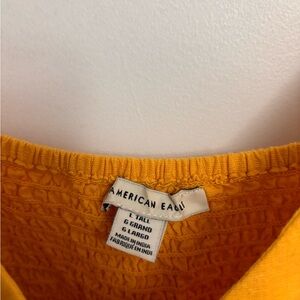 AMERICAN EAGL
L TALL
G GRAND
G LARGO
MADE IN INDIA
FABRIQUÉ EN INDE